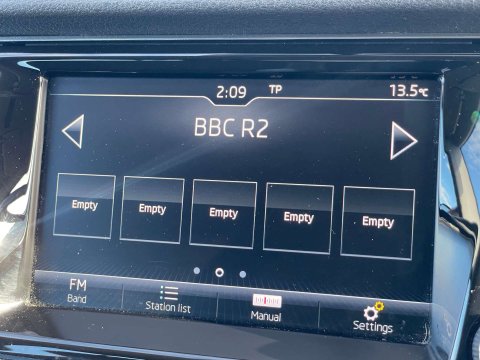 2:09 TP 13.5°C
BBC R2
Empty Empty Empty Empty Empty
FM
Band Station list Manual Settings